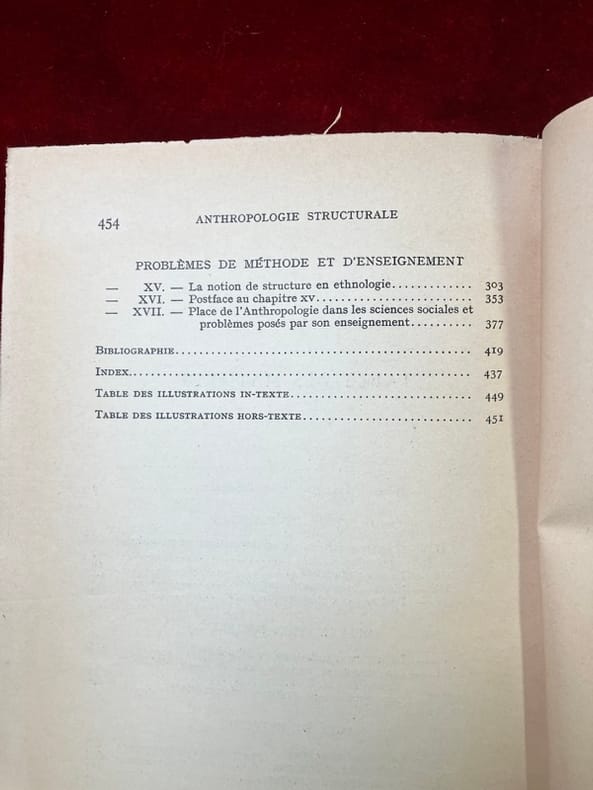 454 ANTHROPOLOGIE STRUCTURALE
PROBLÈMES DE MÉTHODE ET D'ENSEIGNEMENT
— XV. — La notion de structure en ethnologie............. 303
— XVI. — Postface au chapitre XV......................... 353
— XVII. — Place de l'Anthropologie dans les sciences sociales et
problèmes posés par son enseignement.......... 377
BIBLIOGRAPHIE.................................................. 419
INDEX.......................................................... 437
TABLE DES ILLUSTRATIONS IN-TEXTE............................... 449
TABLE DES ILLUSTRATIONS HORS-TEXTE............................. 451